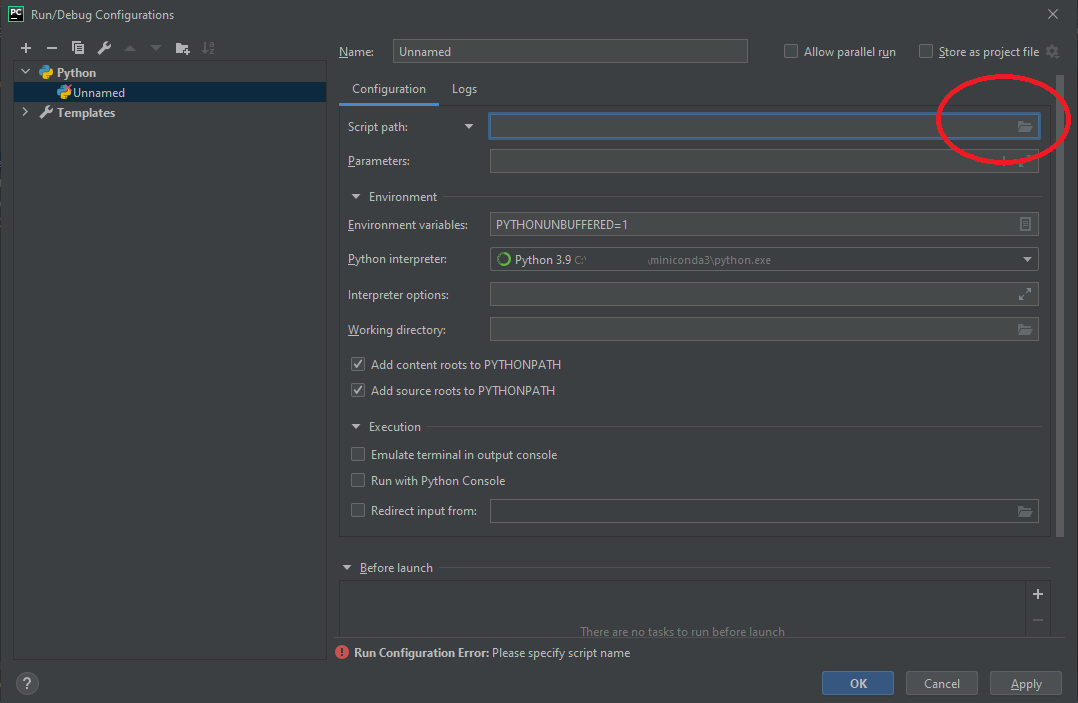 PC Run/Debug Configurations
Name: Unnamed Allow parallel run Store as project file
Python
Unnamed
Templates
Configuration Logs
Script path:
Parameters:
Environment
Environment variables: PYTHONUNBUFFERED=1
Python interpreter: Python 3.9 C:\ \miniconda3\python.exe
Interpreter options:
Working directory:
Add content roots to PYTHONPATH
Add source roots to PYTHONPATH
Execution
Emulate terminal in output console
Run with Python Console
Redirect input from:
Before launch
There are no tasks to run before launch
Run Configuration Error: Please specify script name
? OK Cancel Apply